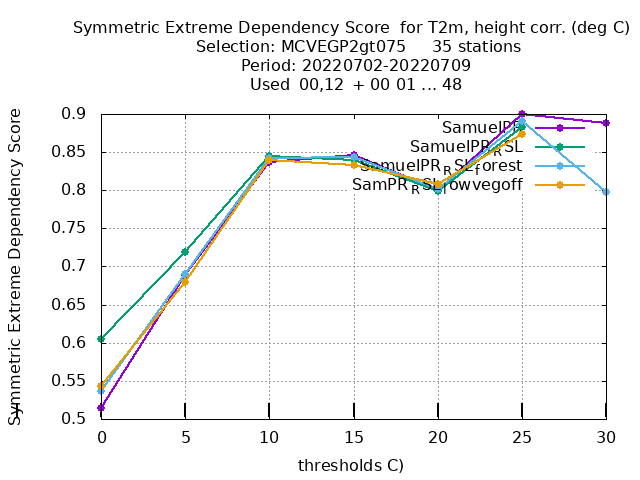 Symmetric Extreme Dependency Score for T2m, height corr. (deg C)
Selection: MCVEGP2gt075 35 stations
Period: 20220702-20220709
Used 00,12 + 00 01 ... 48
Symmetric Extreme Dependency Score
0.9
0.85
0.8
0.75
0.7
0.65
0.6
0.55
0.5
SamuelPR_RSL
SamuelPR_RSL_forest
SamPR_RSL_lowvegoff
0 5 10 15 20 25 30
thresholds C)